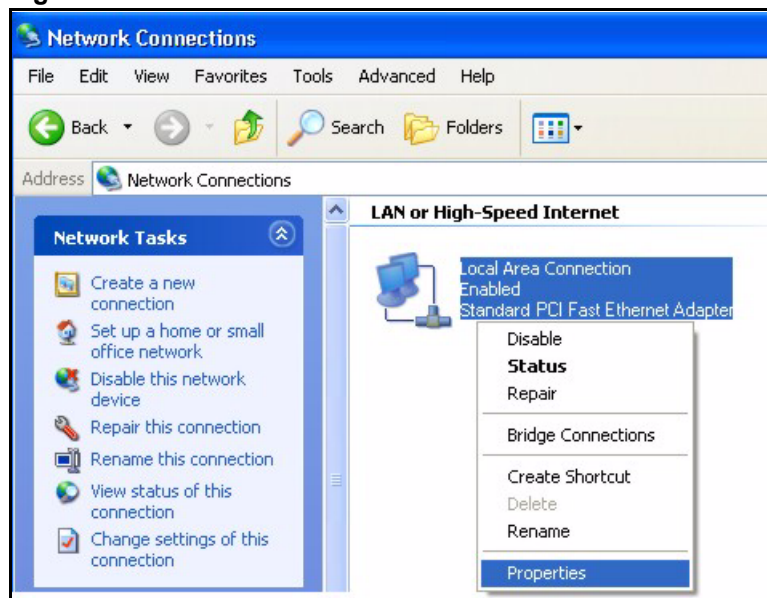 Network Connections
File Edit View Favorites Tools Advanced Help
Back Search Folders
Address Network Connections
Network Tasks
Create a new
connection
Set up a home or small
office network
Disable this network
device
Repair this connection
Rename this connection
View status of this
connection
Change settings of this
connection
LAN or High-Speed Internet
Local Area Connection
Enabled
Standard PCI Fast Ethernet Adapter
Disable
Status
Repair
Bridge Connections
Create Shortcut
Delete
Rename
Properties